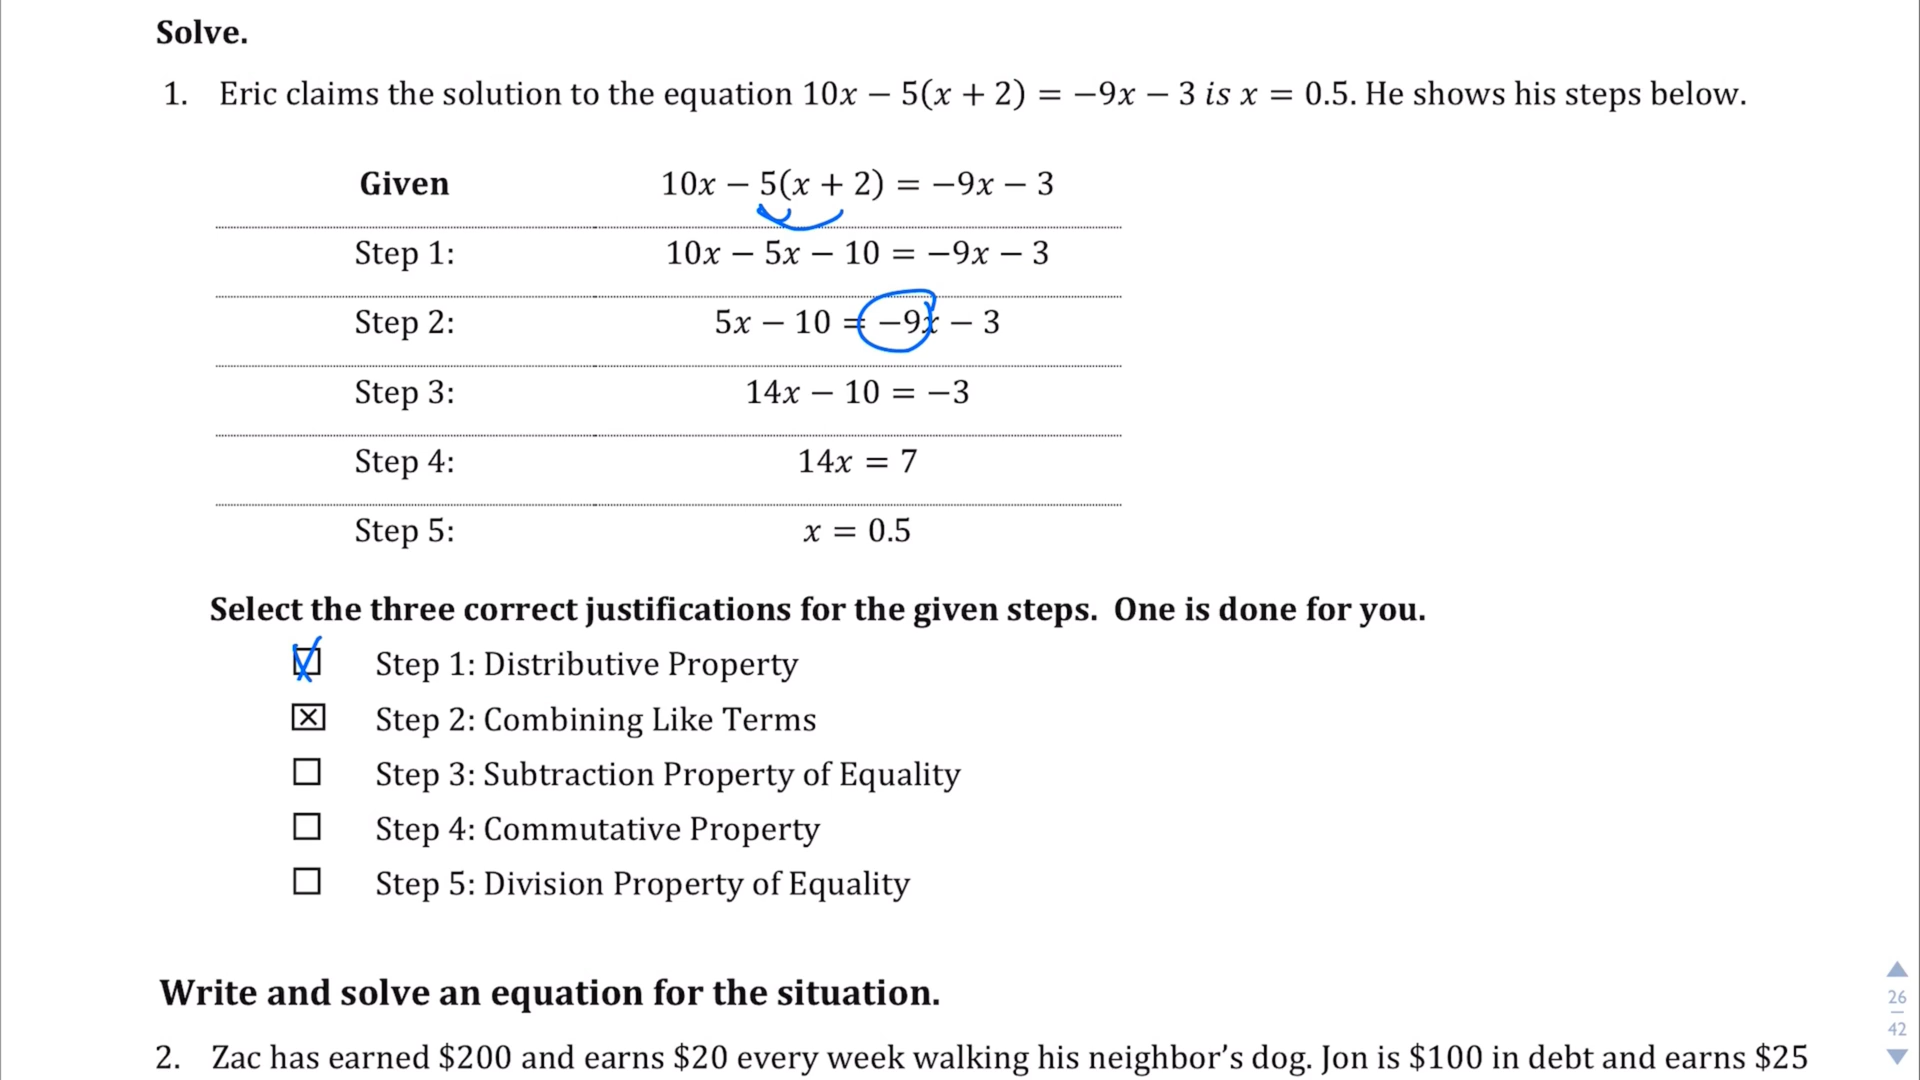 Solve.
1. Eric claims the solution to the equation 10x − 5(x + 2) = −9x − 3 is x = 0.5. He shows his steps below.
Given 10x − 5(x + 2) = −9x − 3
Step 1: 10x − 5x − 10 = −9x − 3
Step 2: 5x − 10 = −9x − 3
Step 3: 14x − 10 = −3
Step 4: 14x = 7
Step 5: x = 0.5
Select the three correct justifications for the given steps. One is done for you.
☑ Step 1: Distributive Property
☒ Step 2: Combining Like Terms
☐ Step 3: Subtraction Property of Equality
☐ Step 4: Commutative Property
☐ Step 5: Division Property of Equality
Write and solve an equation for the situation.
2. Zac has earned $200 and earns $20 every week walking his neighbor’s dog. Jon is $100 in debt and earns $25
26
42